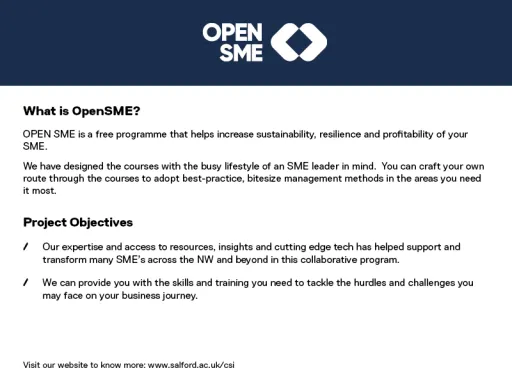 OPEN
SME
What is OpenSME?
OPEN SME is a free programme that helps increase sustainability, resilience and profitability of your
SME.
We have designed the courses with the busy lifestyle of an SME leader in mind.  You can craft your own
route through the courses to adopt best-practice, bitesize management methods in the areas you need
it most.
Project Objectives
Our expertise and access to resources, insights and cutting edge tech has helped support and
transform many SME's across the NW and beyond in this collaborative program.
We can provide you with the skills and training you need to tackle the hurdles and challenges you
may face on your business journey.
Visit our website to know more: www.salford.ac.uk/csi